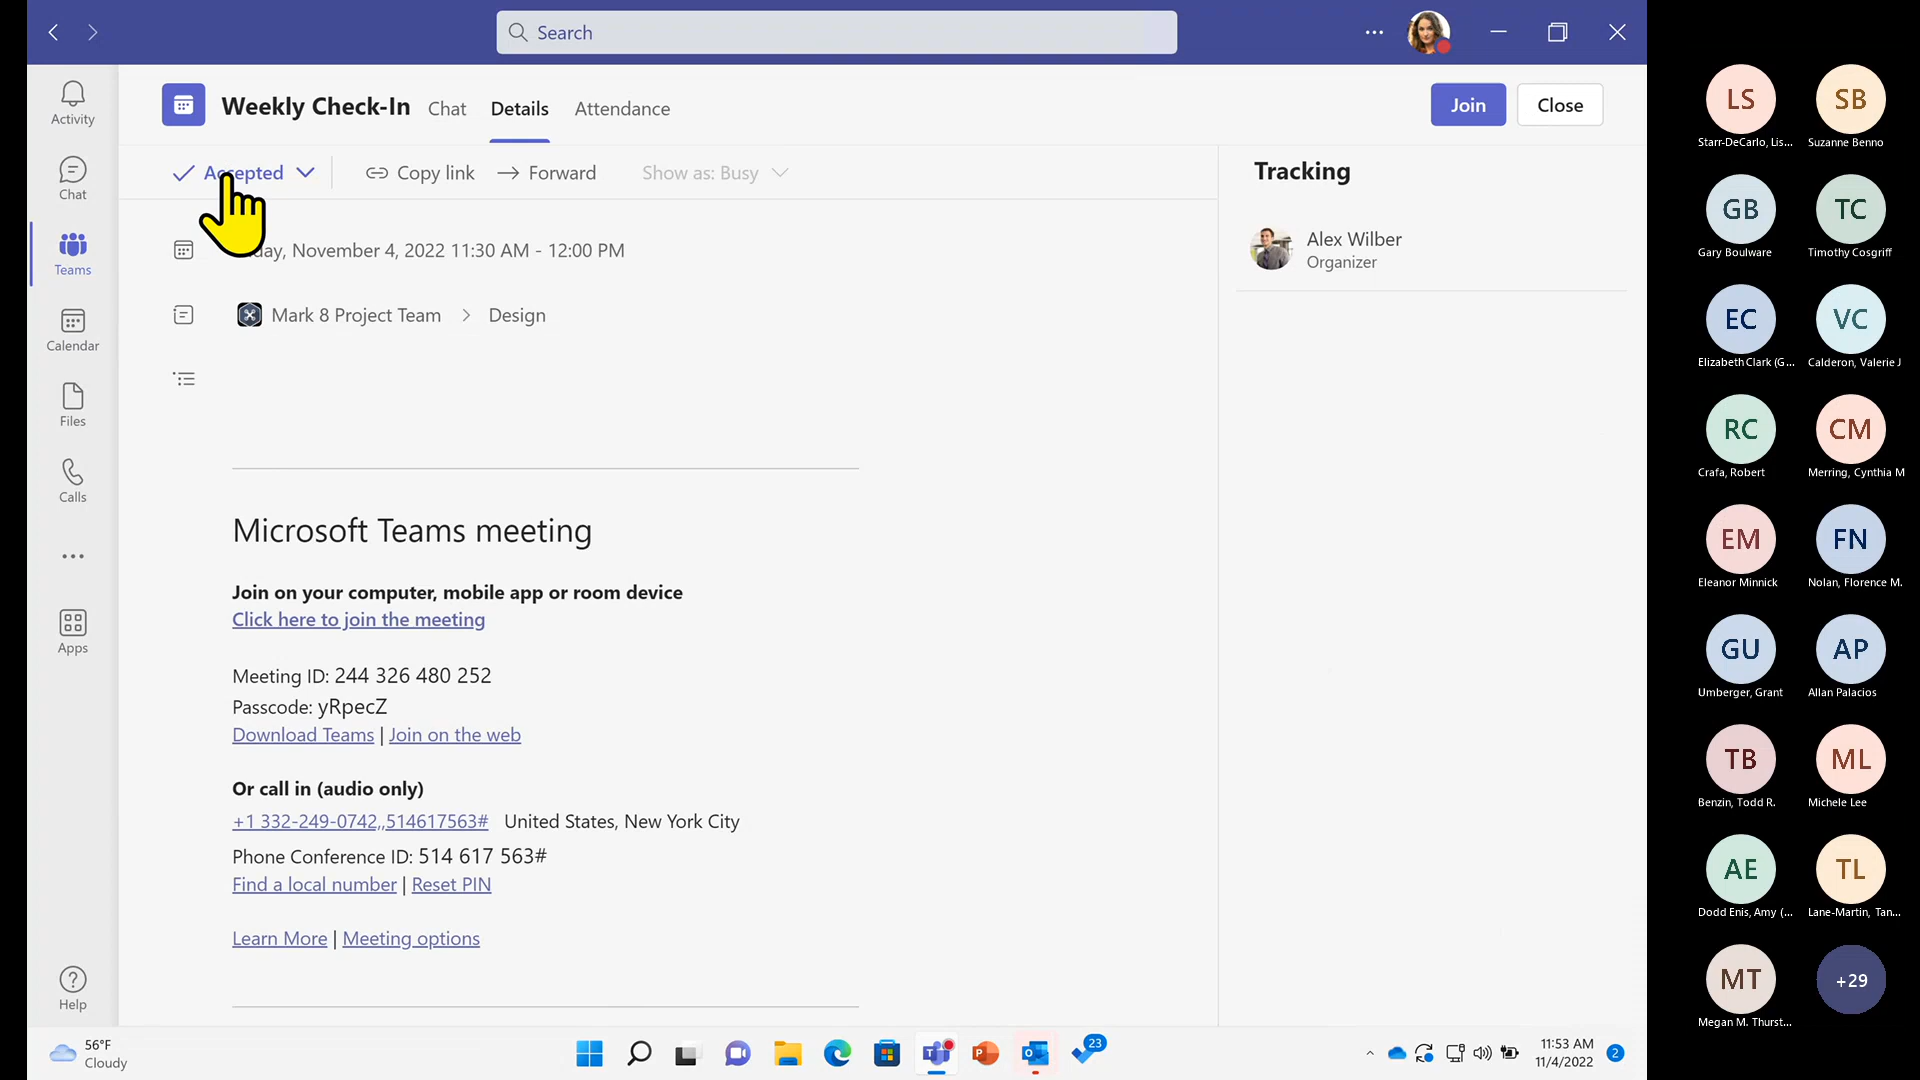 Search
Activity
Chat
Teams
Calendar
Files
Calls
Apps
Help
Weekly Check-In
Chat
Details
Attendance
Join
Close
Accepted
Copy link
Forward
Show as: Busy
day, November 4, 2022 11:30 AM - 12:00 PM
Mark 8 Project Team > Design
Microsoft Teams meeting
Join on your computer, mobile app or room device
Click here to join the meeting
Meeting ID: 244 326 480 252
Passcode: yRpecZ
Download Teams | Join on the web
Or call in (audio only)
+1 332-249-0742,,514617563# United States, New York City
Phone Conference ID: 514 617 563#
Find a local number | Reset PIN
Learn More | Meeting options
Tracking
Alex Wilber
Organizer
LS
Starr-DeCarlo, Lis...
SB
Suzanne Benno
GB
Gary Boulware
TC
Timothy Cosgriff
EC
Elizabeth Clark (G...
VC
Calderon, Valerie J
RC
Crafa, Robert
CM
Merring, Cynthia M
EM
Eleanor Minnick
FN
Nolan, Florence M.
GU
Umberger, Grant
AP
Allan Palacios
TB
Benzin, Todd R.
ML
Michele Lee
AE
Dodd Enis, Amy (...
TL
Lane-Martin, Tan...
MT
Megan M. Thurst...
+29
56°F
Cloudy
23
11:53 AM
11/4/2022
2